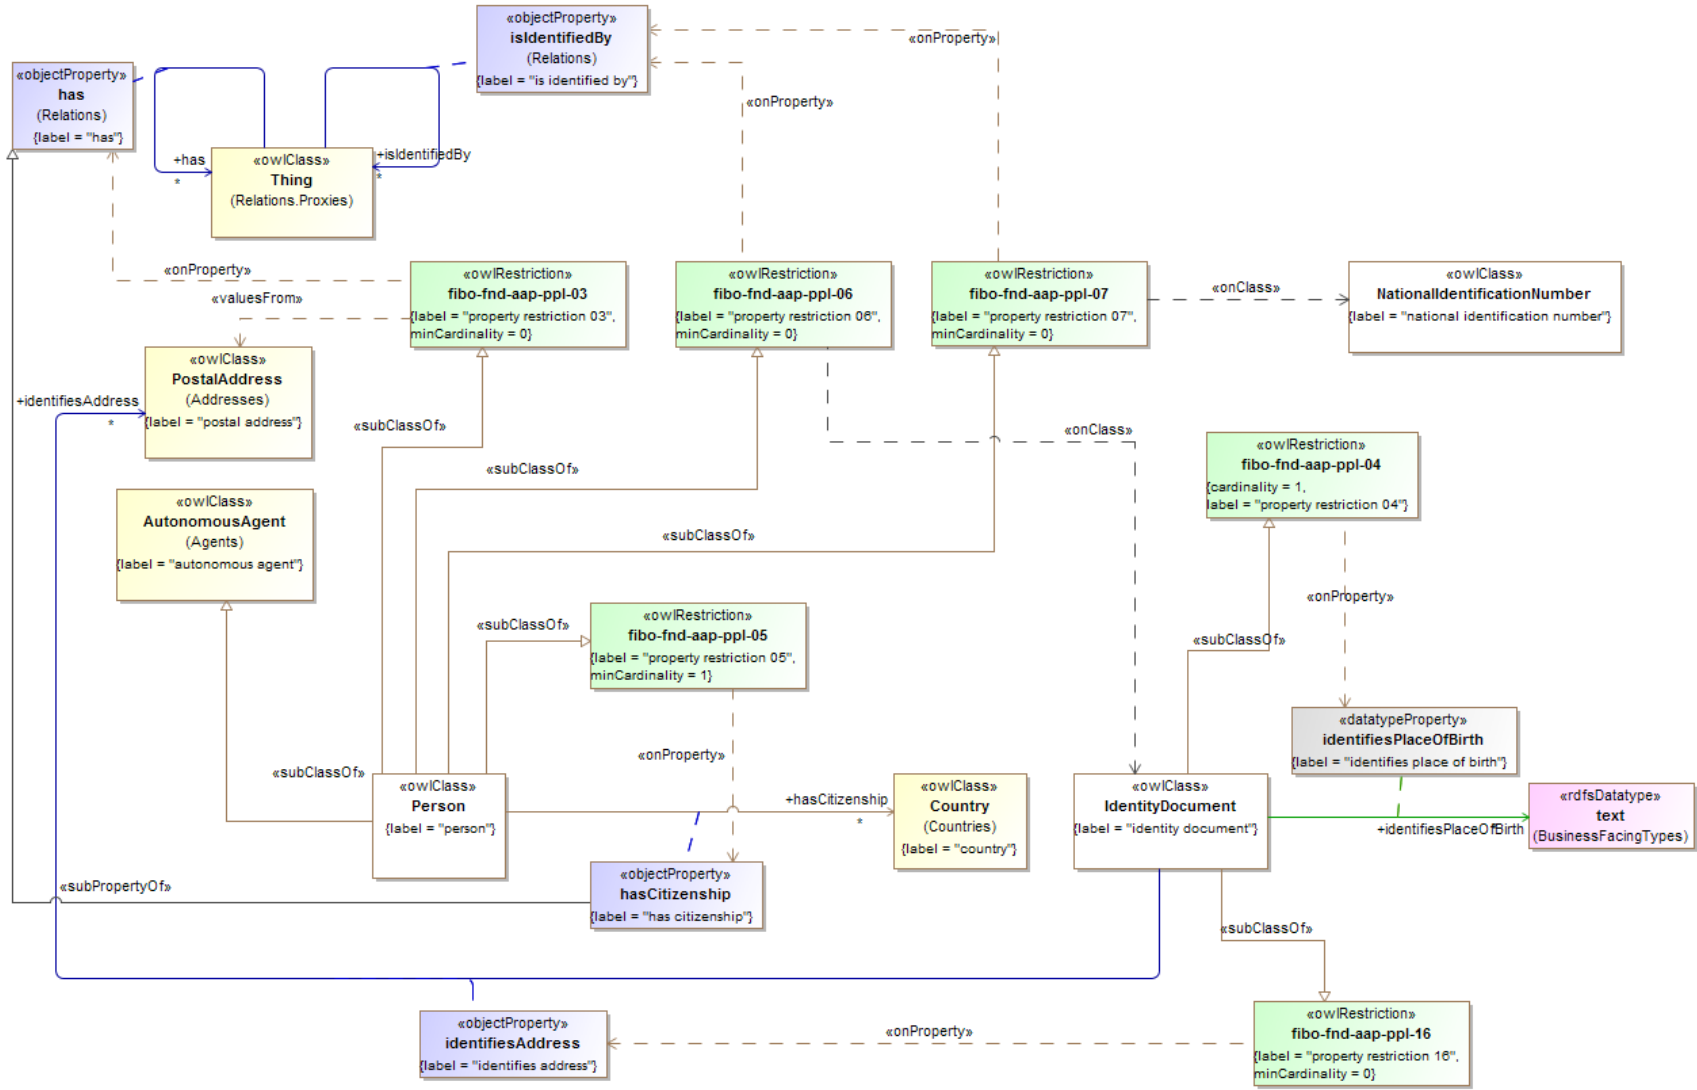 «objectProperty»
isIdentifiedBy
(Relations)
{label = "is identified by"}
«onProperty»
«objectProperty»
has
(Relations)
{label = "has"}
«onProperty»
+has
*
+isIdentifiedBy
*
«owlClass»
Thing
(Relations.Proxies)
«onProperty»
«valuesFrom»
«owlRestriction»
fibo-fnd-aap-ppl-03
{label = "property restriction 03",
minCardinality = 0}
«owlRestriction»
fibo-fnd-aap-ppl-06
{label = "property restriction 06",
minCardinality = 0}
«owlRestriction»
fibo-fnd-aap-ppl-07
{label = "property restriction 07",
minCardinality = 0}
«onClass»
«owlClass»
NationalIdentificationNumber
{label = "national identification number"}
«owlClass»
PostalAddress
(Addresses)
{label = "postal address"}
+identifiesAddress
*
«subClassOf»
«onClass»
«subClassOf»
«owlRestriction»
fibo-fnd-aap-ppl-04
{cardinality = 1,
label = "property restriction 04"}
«owlClass»
AutonomousAgent
(Agents)
{label = "autonomous agent"}
«subClassOf»
«onProperty»
«subClassOf»
«owlRestriction»
fibo-fnd-aap-ppl-05
{label = "property restriction 05",
minCardinality = 1}
«subClassOf»
«datatypeProperty»
identifiesPlaceOfBirth
{label = "identifies place of birth"}
«onProperty»
«subClassOf»
«owlClass»
Person
{label = "person"}
+hasCitizenship
*
«owlClass»
Country
(Countries)
{label = "country"}
«owlClass»
IdentityDocument
{label = "identity document"}
+identifiesPlaceOfBirth
«rdfsDatatype»
text
(BusinessFacingTypes)
«subPropertyOf»
«objectProperty»
hasCitizenship
{label = "has citizenship"}
«subClassOf»
«objectProperty»
identifiesAddress
{label = "identifies address"}
«onProperty»
«owlRestriction»
fibo-fnd-aap-ppl-16
{label = "property restriction 16",
minCardinality = 0}